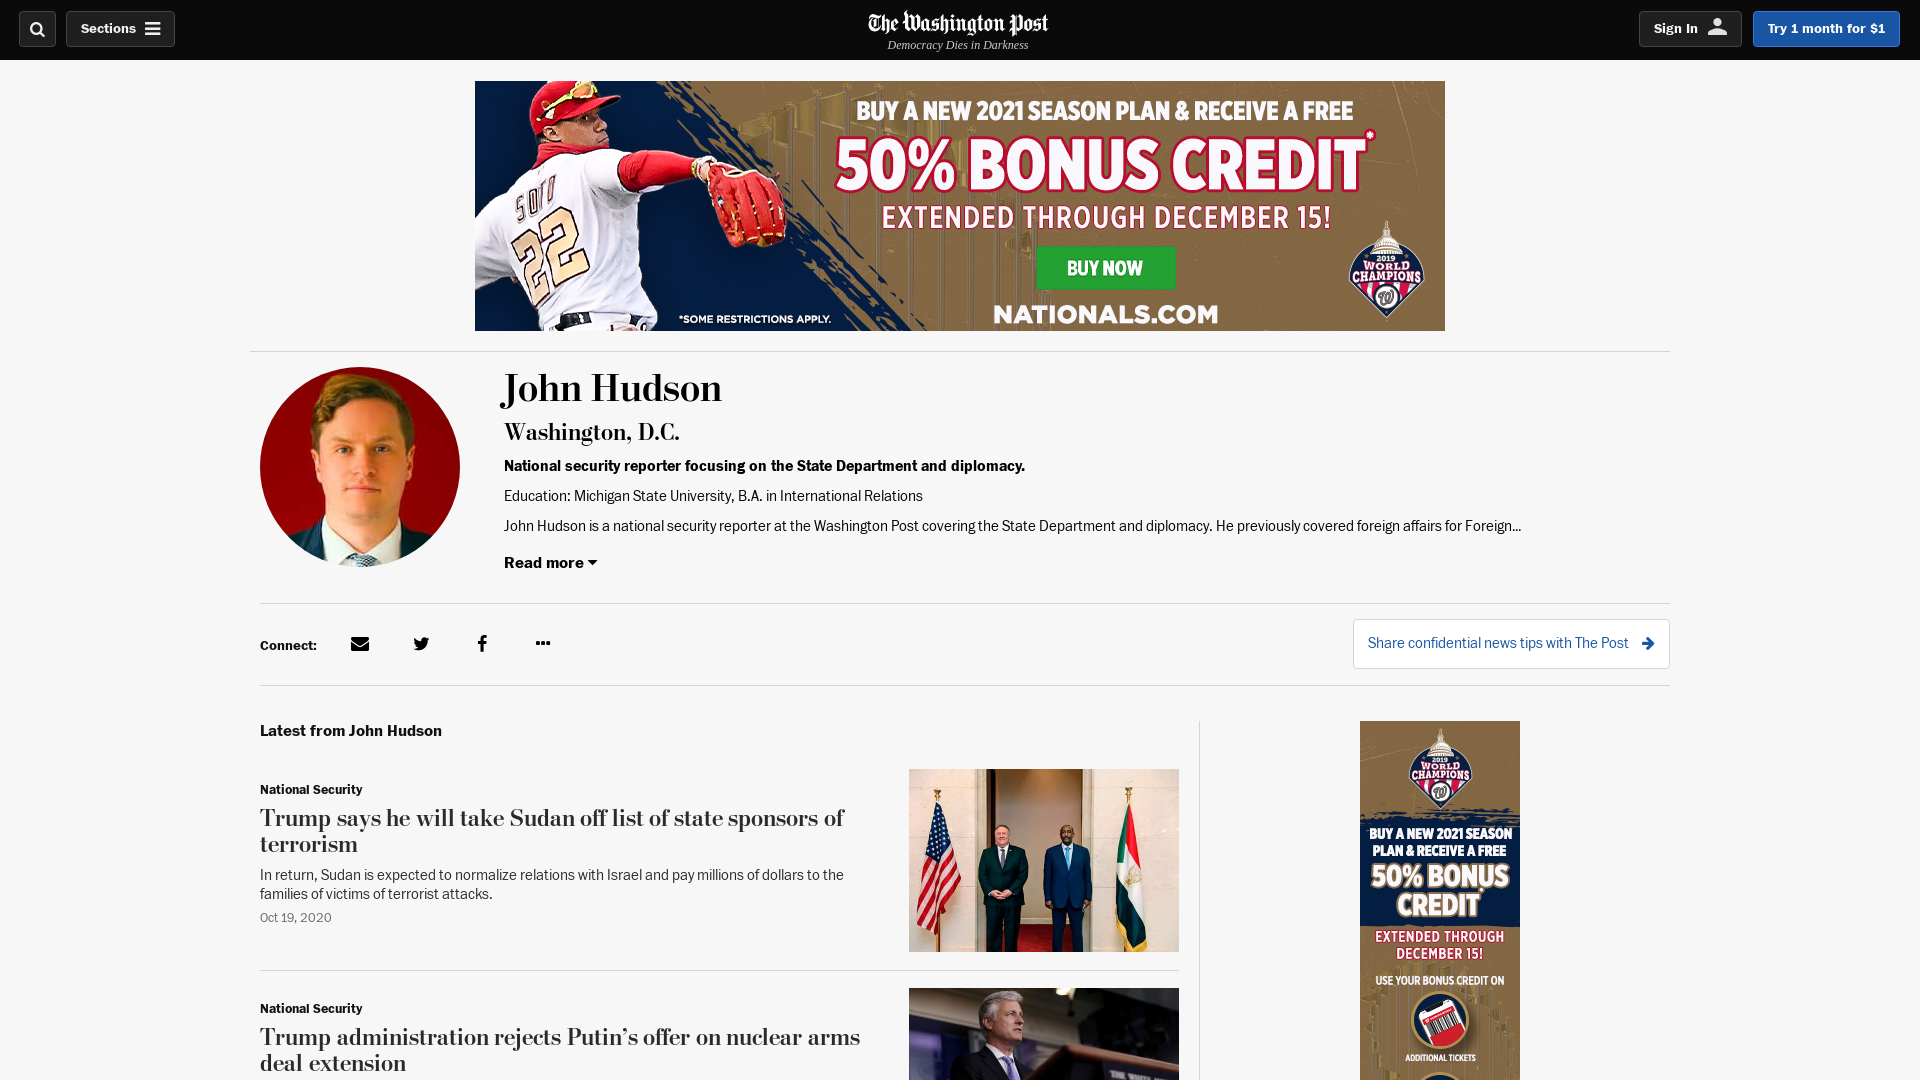 Sections
The Washington Post
Democracy Dies in Darkness
Sign In
Try 1 month for $1
BUY A NEW 2021 SEASON PLAN & RECEIVE A FREE
50% BONUS CREDIT*
EXTENDED THROUGH DECEMBER 15!
BUY NOW
NATIONALS.COM
*SOME RESTRICTIONS APPLY.
22
2019
WORLD
CHAMPIONS
W
John Hudson
Washington, D.C.
National security reporter focusing on the State Department and diplomacy.
Education: Michigan State University, B.A. in International Relations
John Hudson is a national security reporter at the Washington Post covering the State Department and diplomacy. He previously covered foreign affairs for Foreign...
Read more
Connect:
Share confidential news tips with The Post
Latest from John Hudson
National Security
Trump says he will take Sudan off list of state sponsors of
terrorism
In return, Sudan is expected to normalize relations with Israel and pay millions of dollars to the
families of victims of terrorist attacks.
Oct 19, 2020
National Security
Trump administration rejects Putin’s offer on nuclear arms
deal extension
2019
WORLD
CHAMPIONS
W
BUY A NEW 2021 SEASON
PLAN & RECEIVE A FREE
50% BONUS
CREDIT*
EXTENDED THROUGH
DECEMBER 15!
USE YOUR BONUS CREDIT ON
ADDITIONAL TICKETS